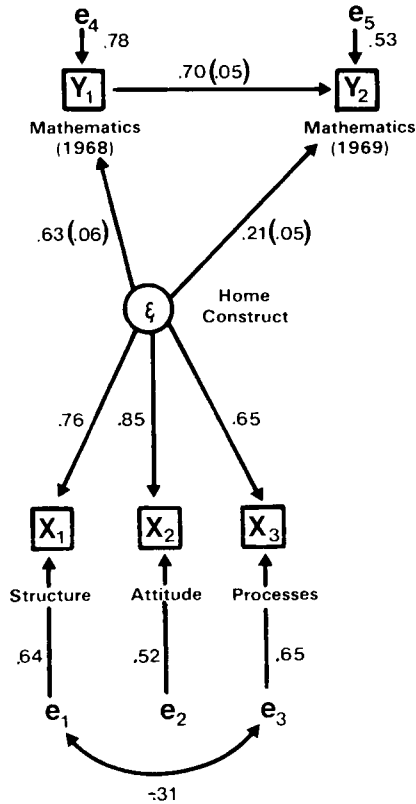 e4 e5
.78 .53
Y1 .70(.05) Y2
Mathematics Mathematics
(1968) (1969)
.63(.06) .21(.05)
ξ Home
Construct
.76 .85 .65
X1 X2 X3
Structure Attitude Processes
.64 .52 .65
e1 e2 e3
-.31